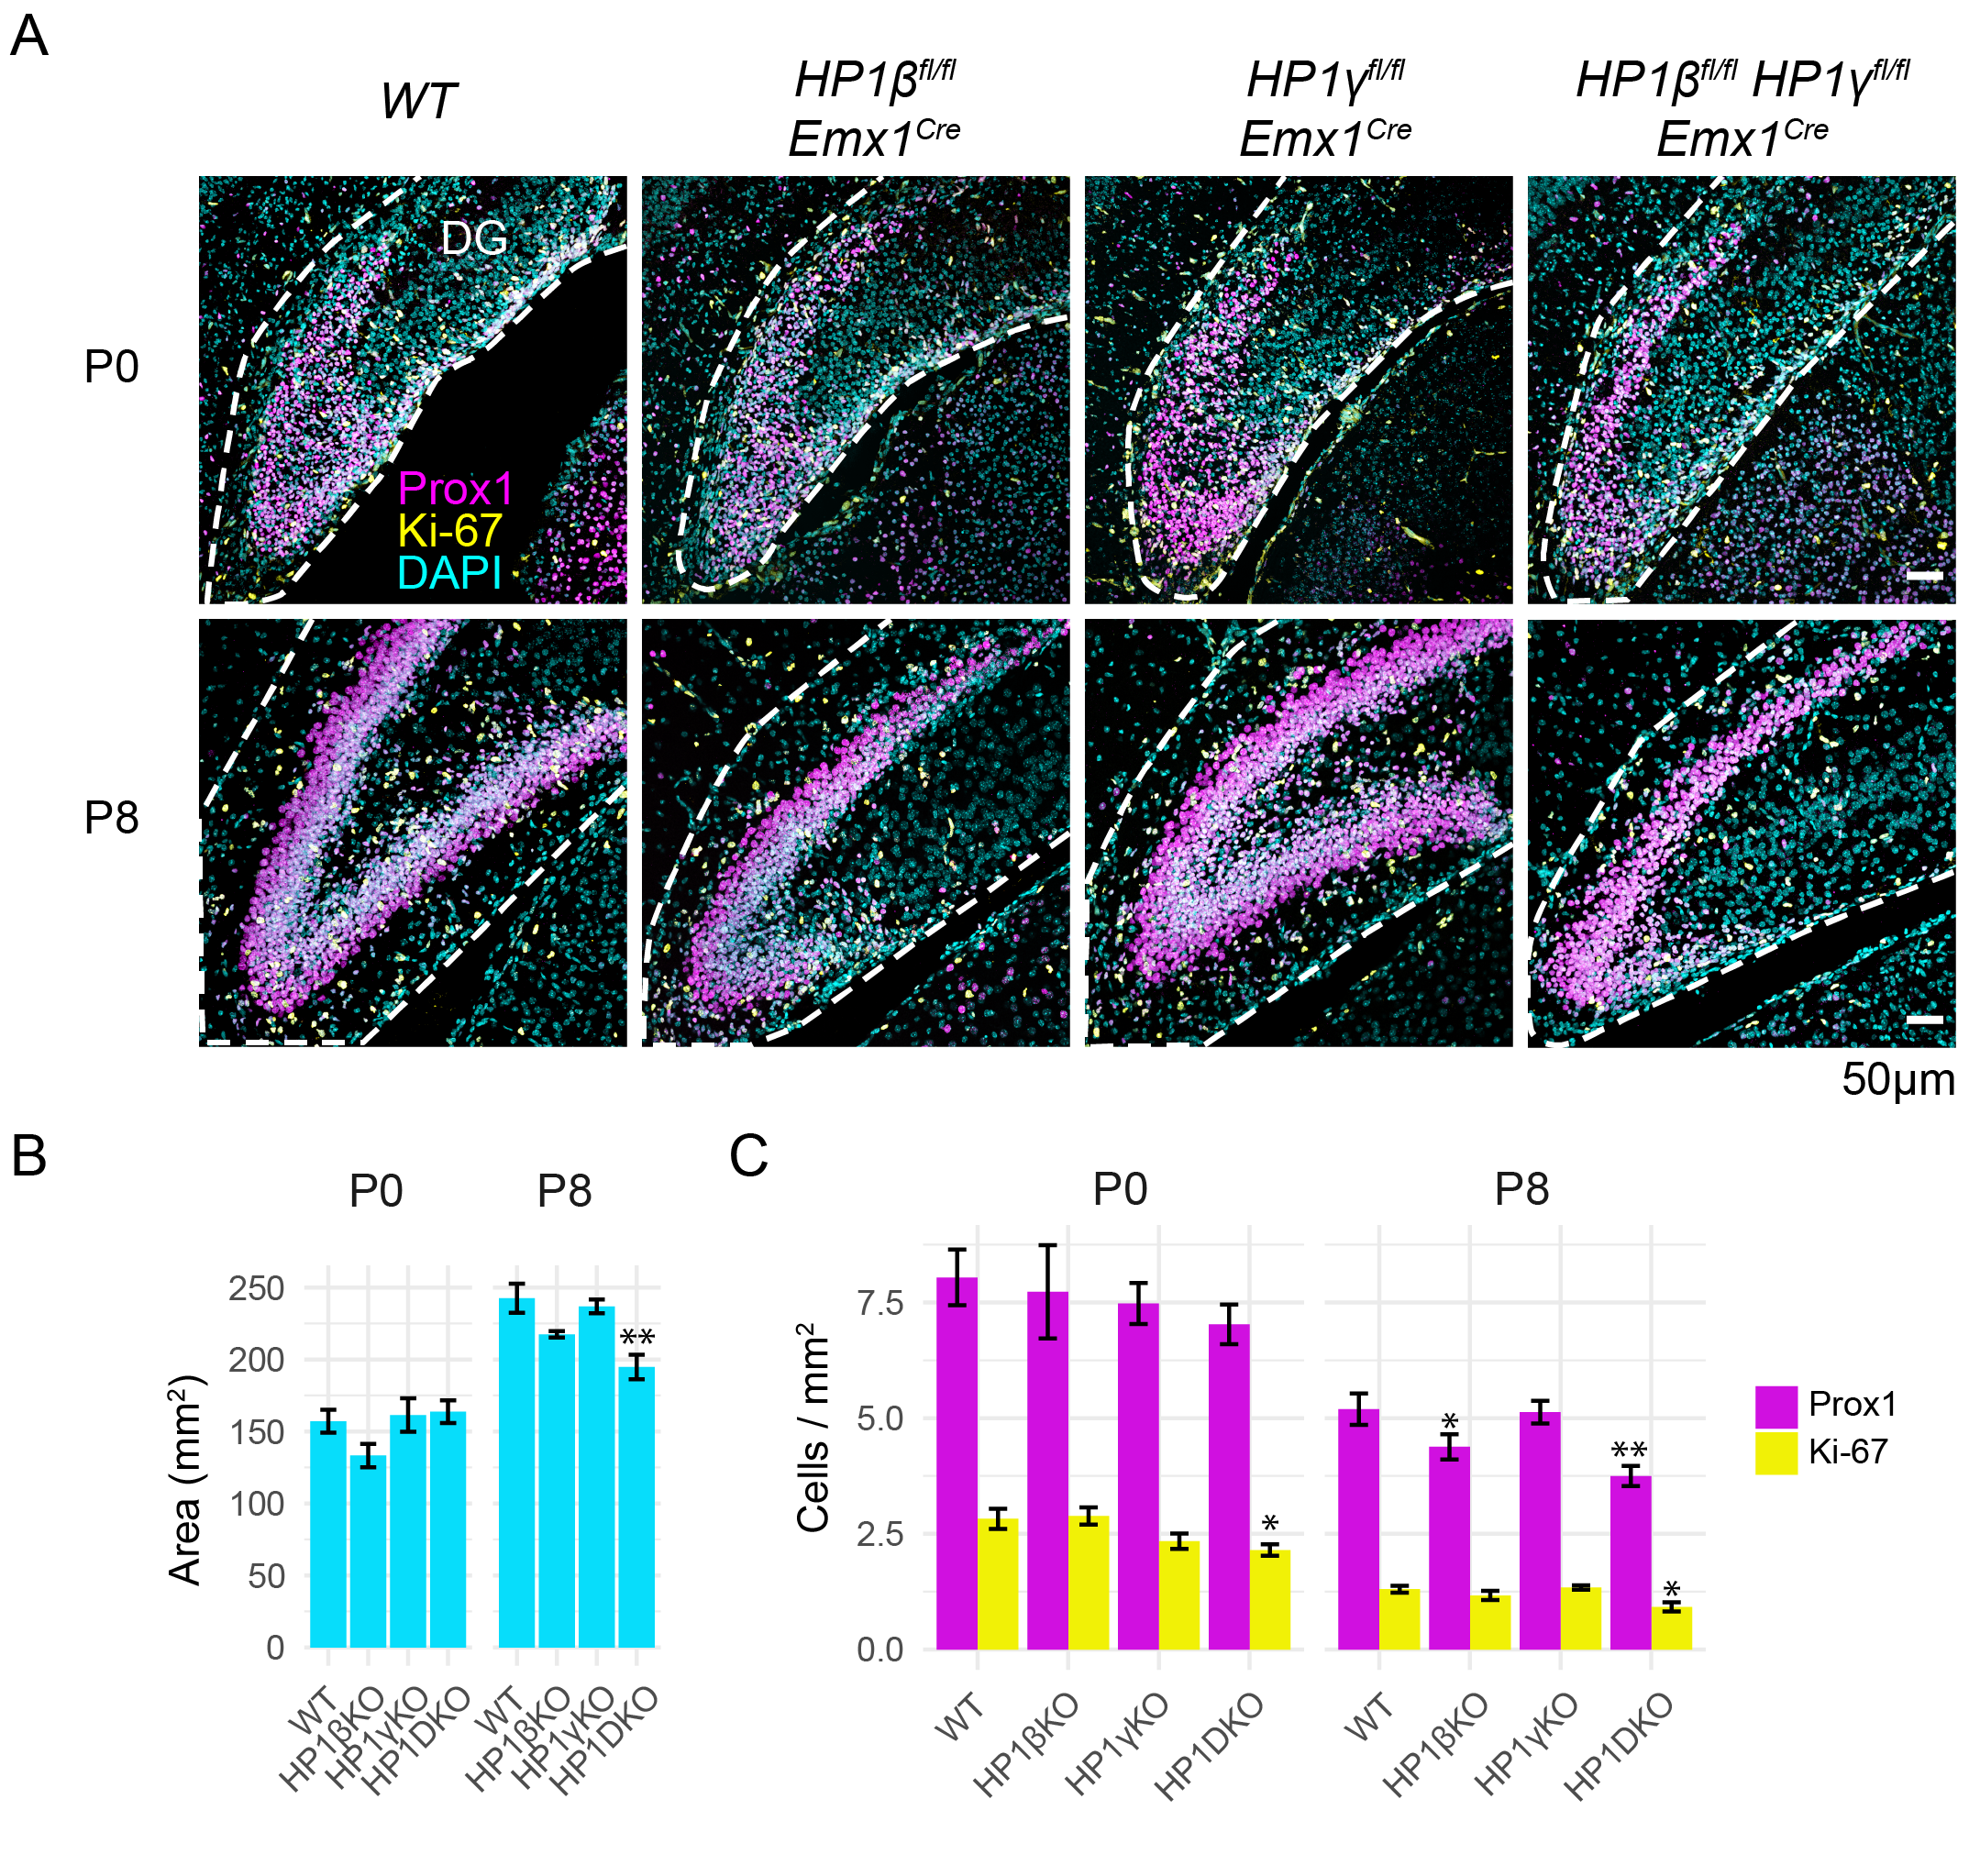 A
WT
HP1β^fl/fl Emx1^Cre
HP1γ^fl/fl Emx1^Cre
HP1β^fl/fl HP1γ^fl/fl Emx1^Cre
P0
DG
Prox1
Ki-67
DAPI
P8
50μm
B
P0 P8
Area (mm²)
250
200
150
100
50
0
**
WT HP1βKO HP1γKO HP1DKO
WT HP1βKO HP1γKO HP1DKO
C
P0 P8
Cells / mm²
7.5
5.0
2.5
0.0
*
*
**
*
WT HP1βKO HP1γKO HP1DKO
WT HP1βKO HP1γKO HP1DKO
Prox1
Ki-67